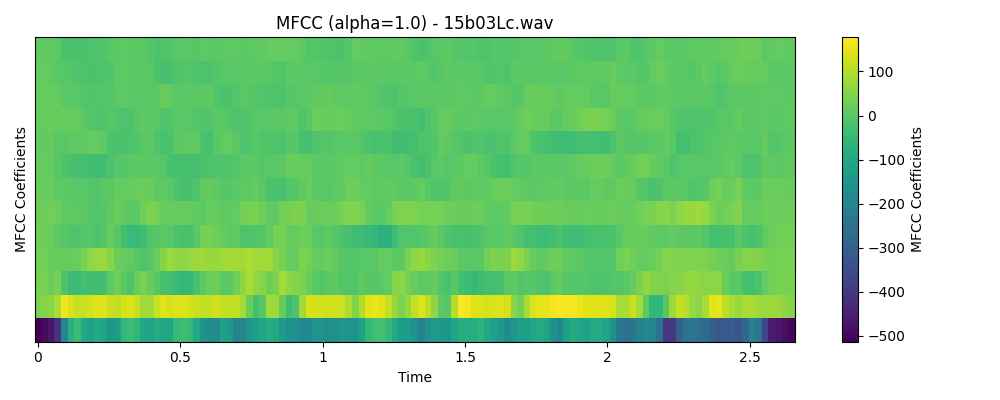 MFCC (alpha=1.0) - 15b03Lc.wav
MFCC Coefficients
0 0.5 1 1.5 2 2.5
Time
100
0
−100
−200
−300
−400
−500
MFCC Coefficients